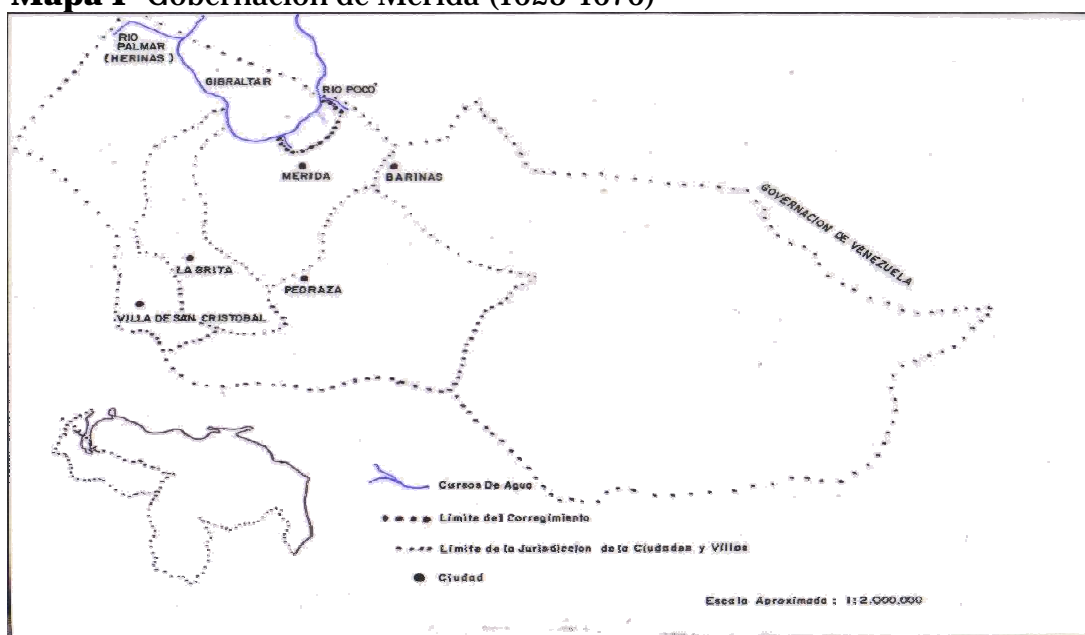 Mapa 1 Gobernación de Mérida (1628-1676)
RIO
PALMAR
(HERINAS)
GIBRALTAR
RIO POCO
MERIDA
BARINAS
GOVERNACION DE VENEZUELA
LA GRITA
PEDRAZA
VILLA DE SAN CRISTOBAL
Cursos De Agua
Límite del Corregimiento
Límite de la Jurisdiccion de la Ciudades y Villas
Ciudad
Escala Aproximada : 1:2.000.000